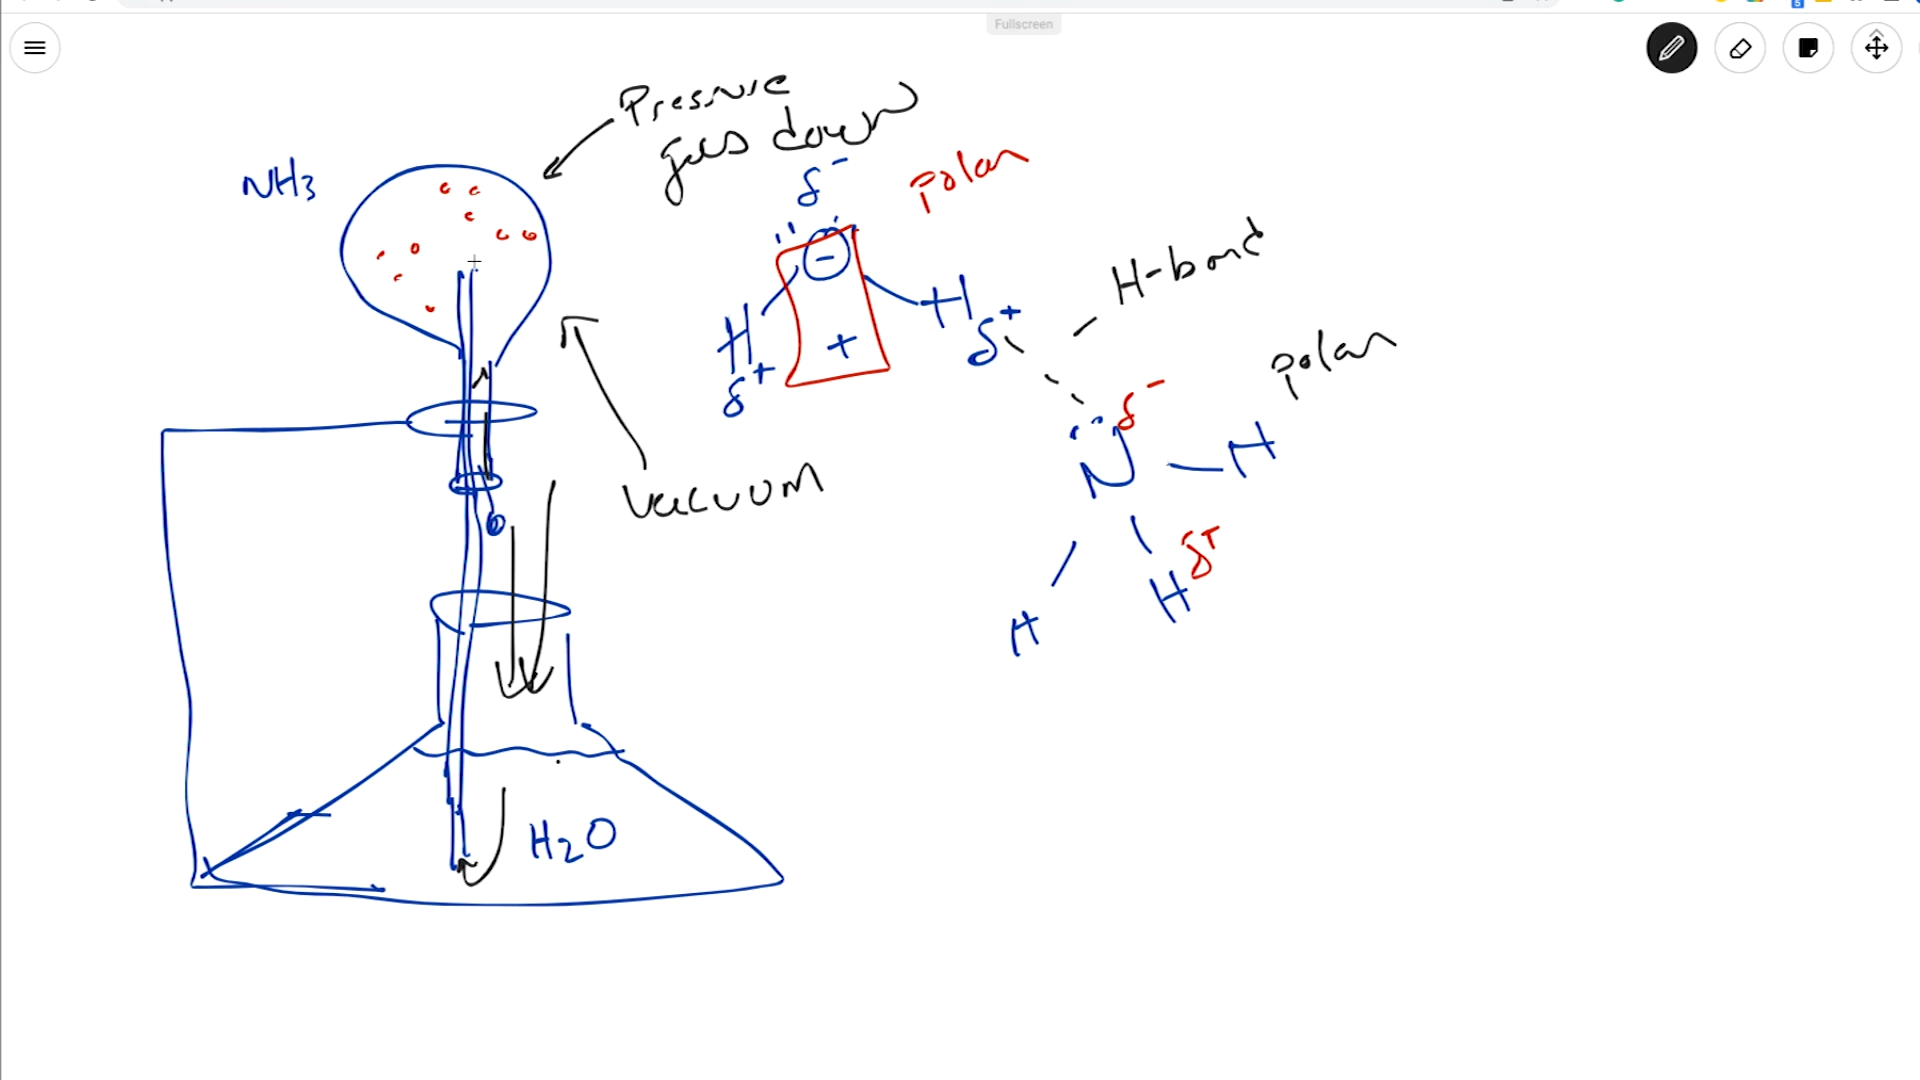 Fullscreen
Pressure
goes down
NH3
δ-
polar
-
H
H
δ+
δ+
+
H-bond
polar
δ-
N
H
H
H
δ+
Vacuum
H2O